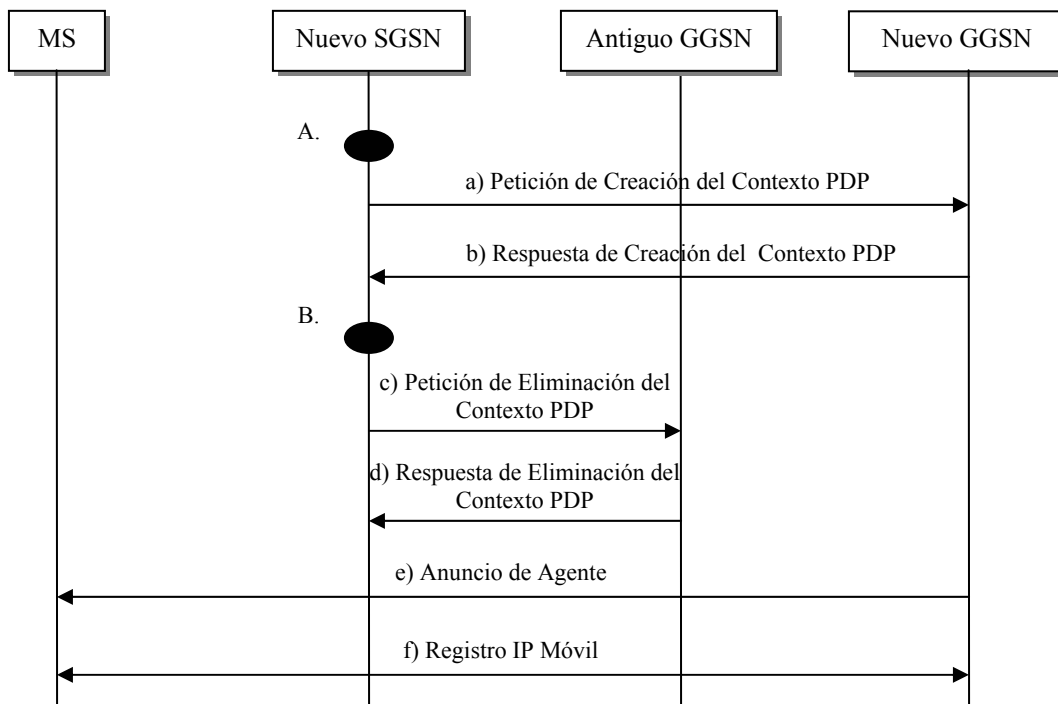 MS
Nuevo SGSN
Antiguo GGSN
Nuevo GGSN
A.
a) Petición de Creación del Contexto PDP
b) Respuesta de Creación del Contexto PDP
B.
c) Petición de Eliminación del
Contexto PDP
d) Respuesta de Eliminación del
Contexto PDP
e) Anuncio de Agente
f) Registro IP Móvil